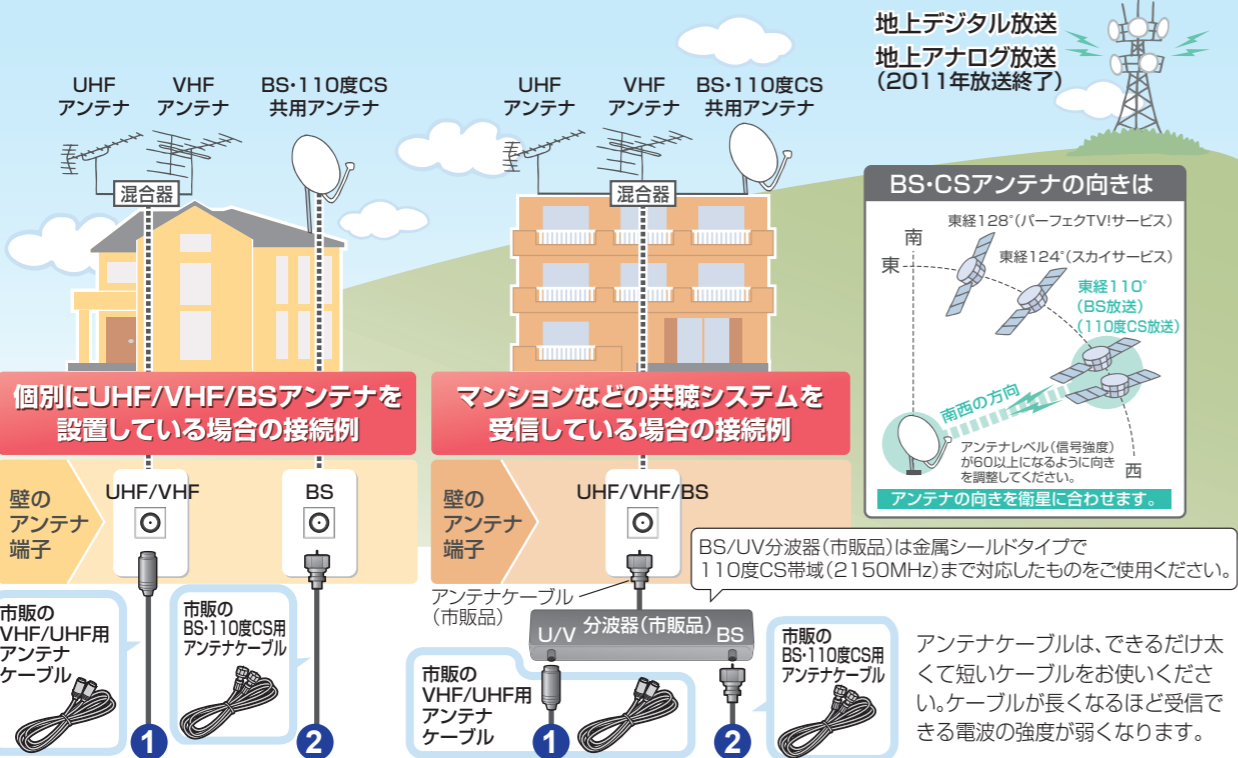 地上デジタル放送
地上アナログ放送
(2011年放送終了)
UHF
アンテナ
VHF
アンテナ
BS・110度CS
共用アンテナ
混合器
個別にUHF/VHF/BSアンテナを
設置している場合の接続例
壁の
アンテナ
端子
UHF/VHF
BS
市販の
VHF/UHF用
アンテナ
ケーブル
1
市販の
BS・110度CS用
アンテナケーブル
2
UHF
アンテナ
VHF
アンテナ
BS・110度CS
共用アンテナ
混合器
マンションなどの共聴システムを
受信している場合の接続例
壁の
アンテナ
端子
UHF/VHF/BS
アンテナケーブル
(市販品)
BS/UV分波器(市販品)は金属シールドタイプで
110度CS帯域(2150MHz)まで対応したものをご使用ください。
U/V 分波器(市販品) BS
市販の
VHF/UHF用
アンテナ
ケーブル
1
2
市販の
BS・110度CS用
アンテナケーブル
BS・CSアンテナの向きは
東経128°(パーフェクTV!サービス)
南
東
東経124°(スカイサービス)
東経110°
(BS放送)
(110度CS放送)
南西の方向
アンテナレベル(信号強度)
が60以上になるように向き
を調整してください。
西
アンテナの向きを衛星に合わせます。
アンテナケーブルは、できるだけ太
くて短いケーブルをお使いくださ
い。ケーブルが長くなるほど受信で
きる電波の強度が弱くなります。